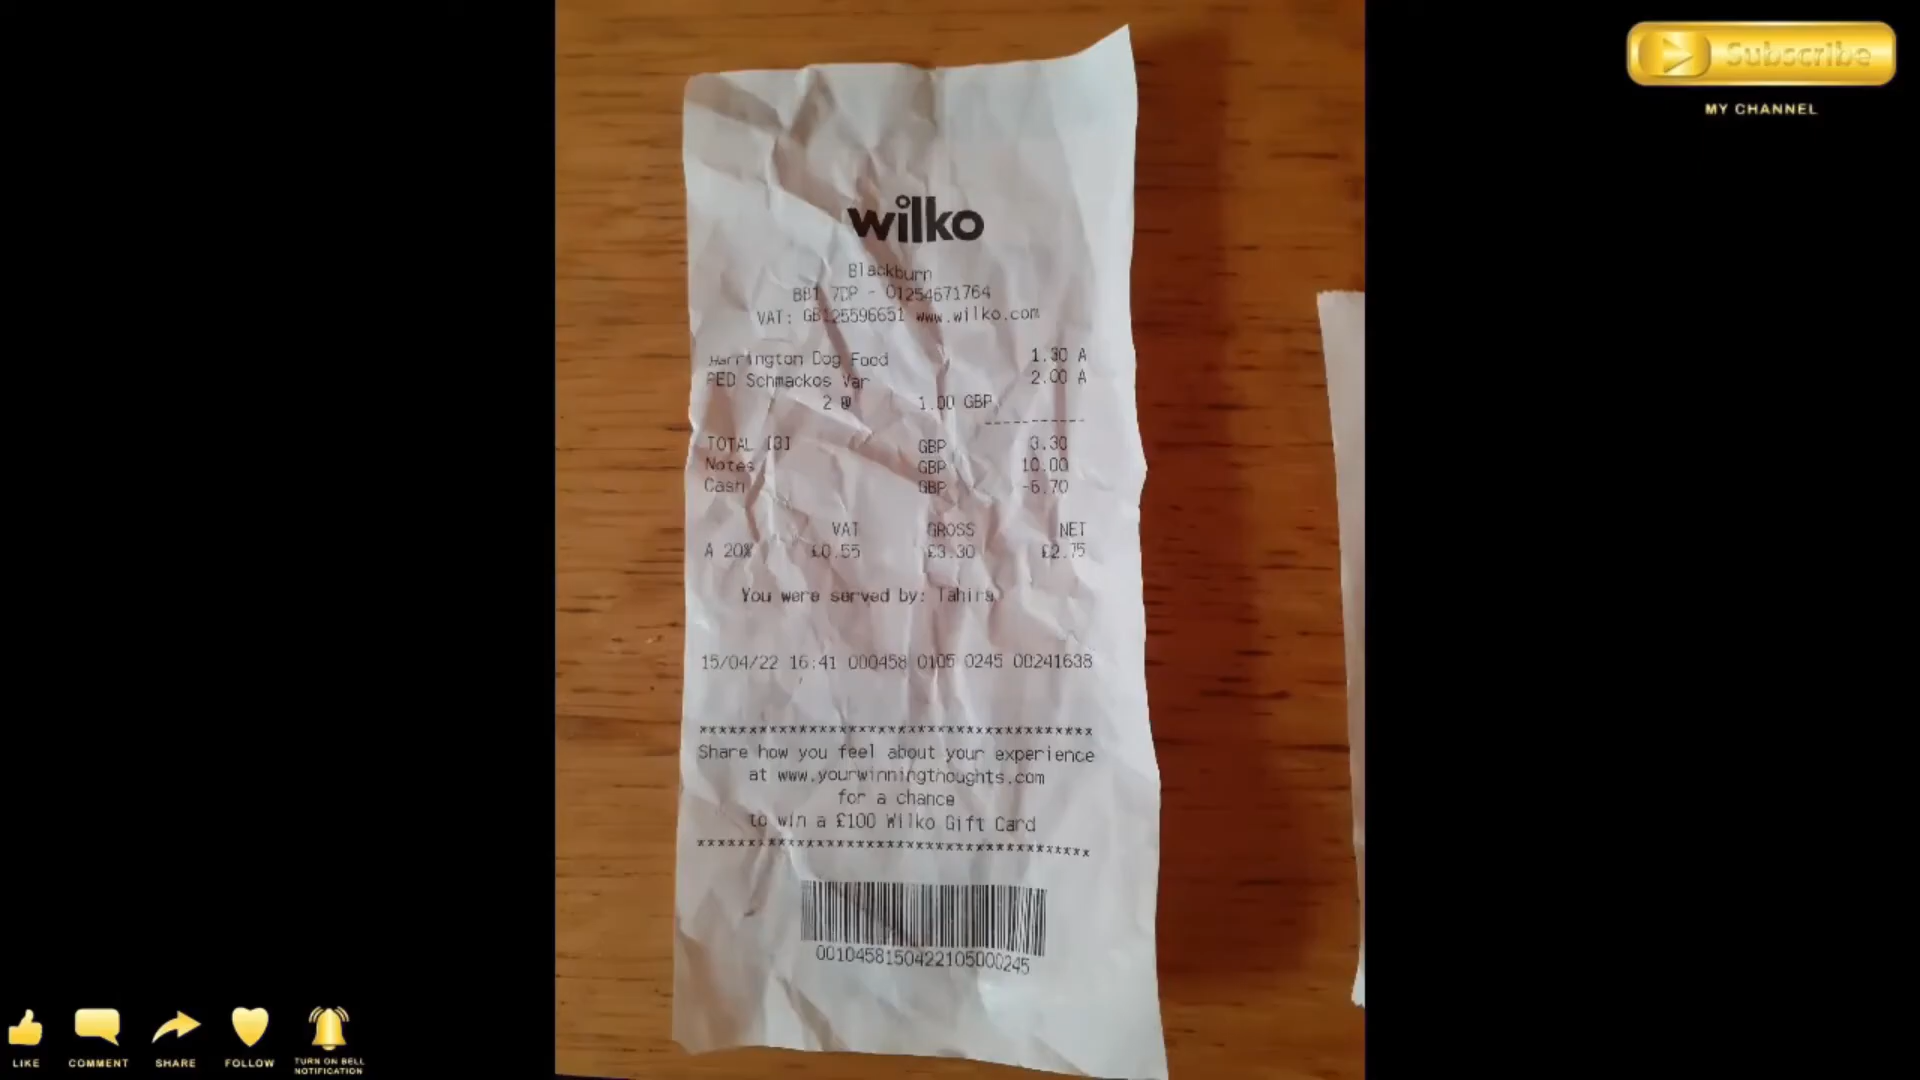 wilko
Blackburn
BB1 7DP - 01254671764
VAT: GB125596651 www.wilko.com
Harrington Dog Food 1.30 A
PED Schmackos Var 2.00 A
2 @ 1.00 GBP
-----------
TOTAL [3] GBP 3.30
Notes GBP 10.00
Cash GBP -6.70
VAT GROSS NET
A 20% £0.55 £3.30 £2.75
You were served by: Tahira
15/04/22 16:41 000458 0105 0245 00241638
****************************************
Share how you feel about your experience
at www.yourwinningthoughts.com
for a chance
to win a £100 Wilko Gift Card
****************************************
0010458150422105000245
Subscribe
MY CHANNEL
LIKE COMMENT SHARE FOLLOW TURN ON BELL
NOTIFICATION